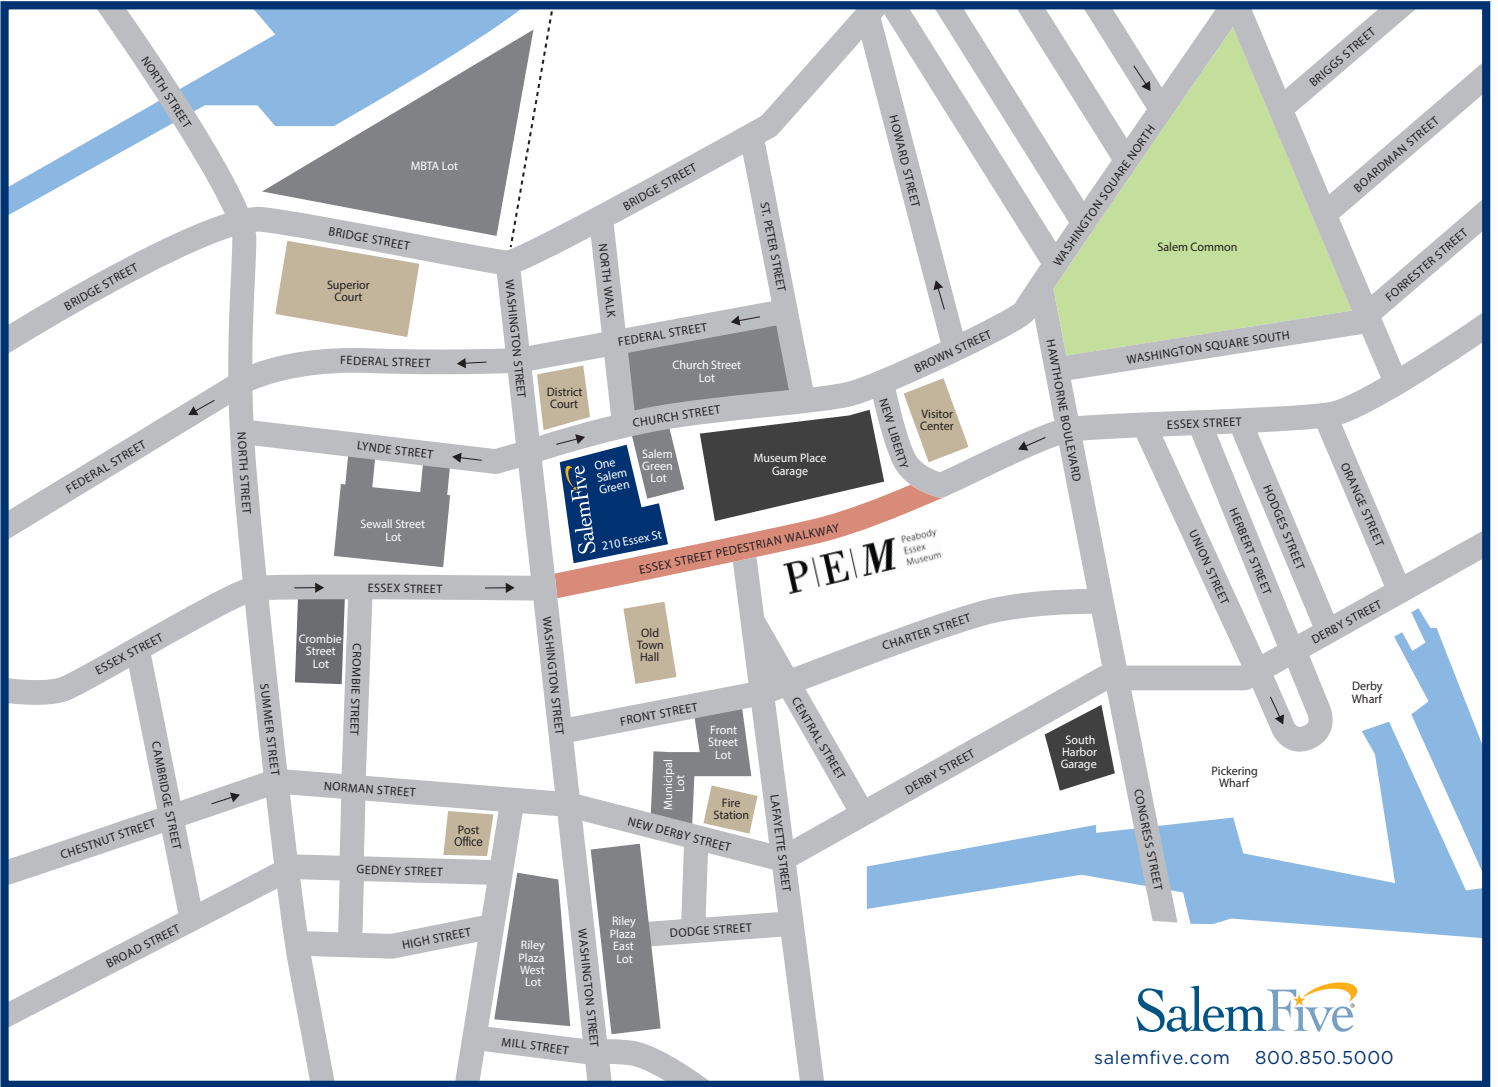 NORTH STREET
BRIGGS STREET
BOARDMAN STREET
FORRESTER STREET
MBTA Lot
HOWARD STREET
WASHINGTON SQUARE NORTH
BRIDGE STREET
ST. PETER STREET
Salem Common
BRIDGE STREET
BRIDGE STREET
NORTH WALK
Superior
Court
WASHINGTON STREET
FEDERAL STREET
FEDERAL STREET
BROWN STREET
WASHINGTON SQUARE SOUTH
HAWTHORNE BOULEVARD
Church Street
Lot
District
Court
CHURCH STREET
NEW LIBERTY
Visitor
Center
ESSEX STREET
FEDERAL STREET
NORTH STREET
LYNDE STREET
SalemFive
One
Salem
Green
210 Essex St
Salem
Green
Lot
Museum Place
Garage
Sewall Street
Lot
ESSEX STREET PEDESTRIAN WALKWAY
P|E|M
Peabody
Essex
Museum
UNION STREET
HERBERT STREET
HODGES STREET
ORANGE STREET
ESSEX STREET
Crombie
Street
Lot
CROMBIE STREET
WASHINGTON STREET
Old
Town
Hall
CHARTER STREET
DERBY STREET
ESSEX STREET
SUMMER STREET
FRONT STREET
CENTRAL STREET
Derby
Wharf
CAMBRIDGE STREET
Front
Street
Lot
Municipal
Lot
South
Harbor
Garage
DERBY STREET
Pickering
Wharf
NORMAN STREET
Fire
Station
LAFAYETTE STREET
CONGRESS STREET
CHESTNUT STREET
Post
Office
NEW DERBY STREET
GEDNEY STREET
BROAD STREET
HIGH STREET
Riley
Plaza
West
Lot
WASHINGTON STREET
Riley
Plaza
East
Lot
DODGE STREET
MILL STREET
SalemFive
salemfive.com 800.850.5000